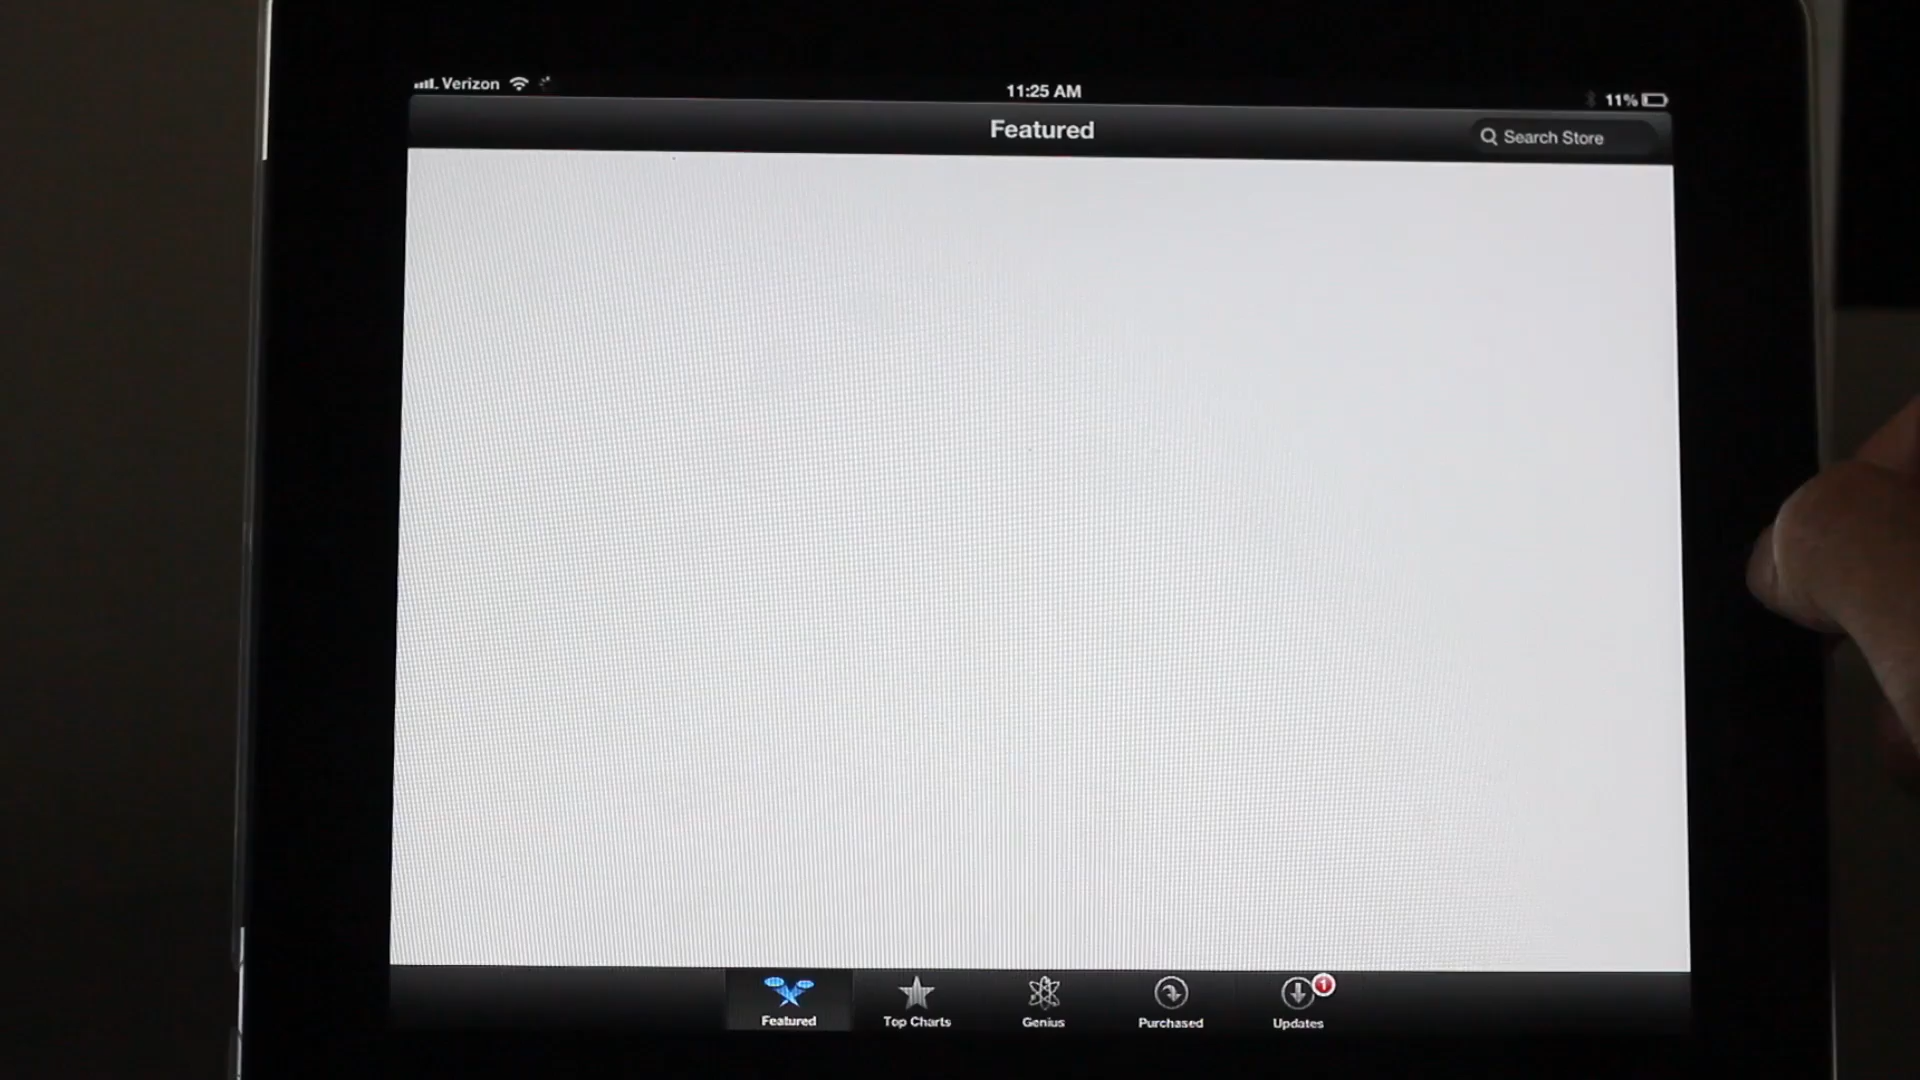 Verizon
11:25 AM
11%
Featured
Search Store
Featured
Top Charts
Genius
Purchased
Updates
1